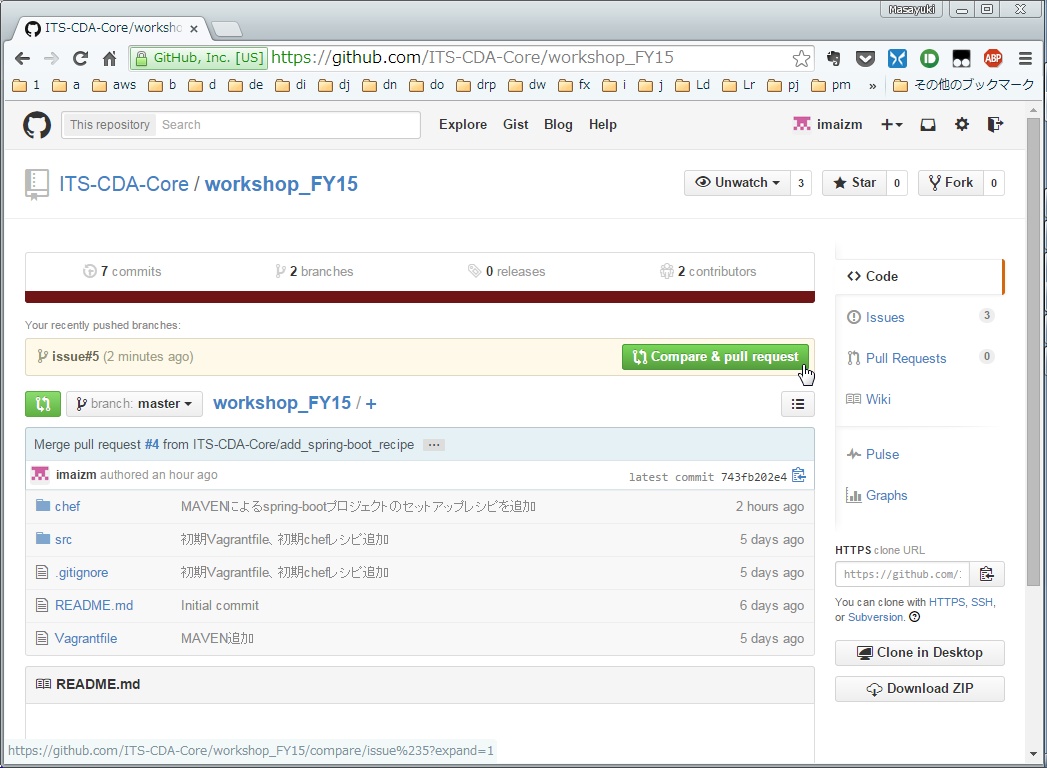 Masayuki
ITS-CDA-Core/worksho
GitHub, Inc. [US] https://github.com/ITS-CDA-Core/workshop_FY15
ABP
1 a aws b d de di dj dn do drp dw fx i j Ld Lr pj pm » その他のブックマーク
This repository Search Explore Gist Blog Help imaizm
ITS-CDA-Core / workshop_FY15 Unwatch 3 Star 0 Fork 0
7 commits 2 branches 0 releases 2 contributors
Your recently pushed branches:
issue#5 (2 minutes ago) Compare & pull request
branch: master workshop_FY15 / +
Merge pull request #4 from ITS-CDA-Core/add_spring-boot_recipe ...
imaizm authored an hour ago latest commit 743fb202e4
chef MAVENによるspring-bootプロジェクトのセットアップレシピを追加 2 hours ago
src 初期Vagrantfile、初期chefレシピ追加 5 days ago
.gitignore 初期Vagrantfile、初期chefレシピ追加 5 days ago
README.md Initial commit 6 days ago
Vagrantfile MAVEN追加 5 days ago
README.md
Code
Issues 3
Pull Requests 0
Wiki
Pulse
Graphs
HTTPS clone URL
https://github.com/
You can clone with HTTPS, SSH,
or Subversion.
Clone in Desktop
Download ZIP
https://github.com/ITS-CDA-Core/workshop_FY15/compare/issue%235?expand=1